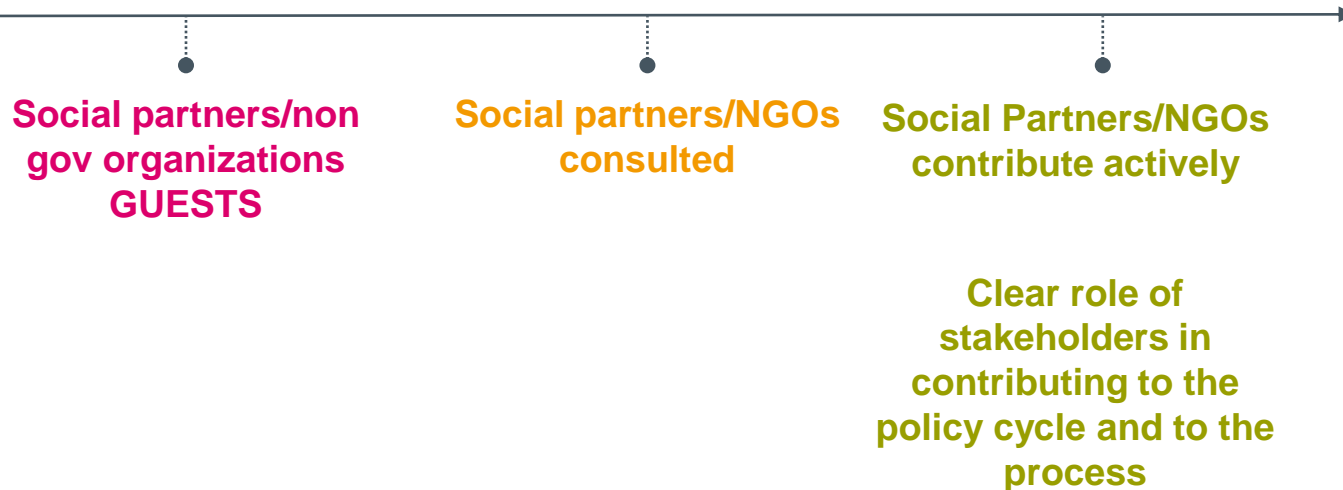 Social partners/non
gov organizations
GUESTS
Social partners/NGOs
consulted
Social Partners/NGOs
contribute actively
Clear role of
stakeholders in
contributing to the
policy cycle and to the
process